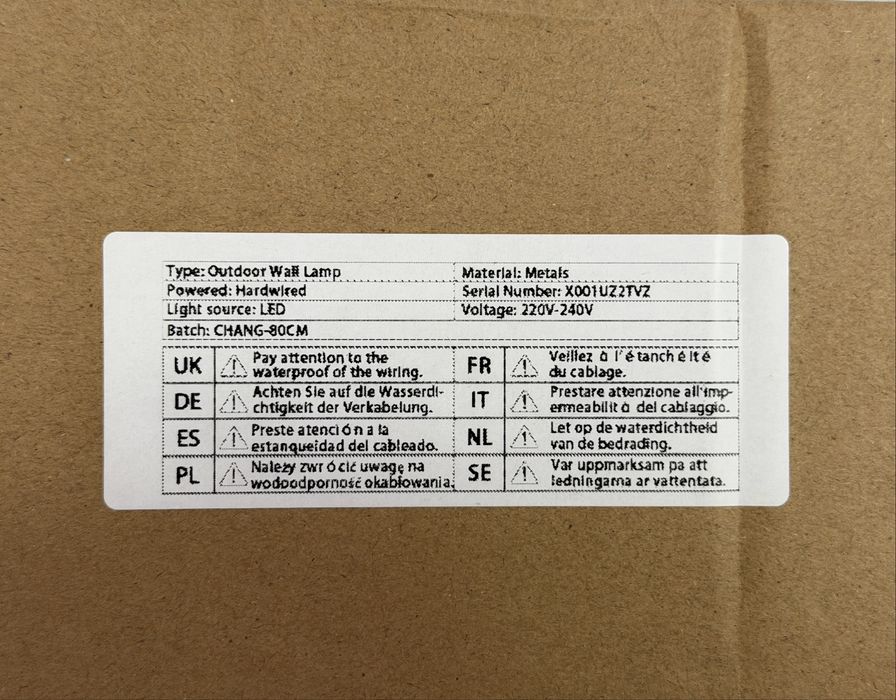 Type: Outdoor Wall Lamp
Material: Metals
Powered: Hardwired
Serial Number: X001UZ2TVZ
Light source: LED
Voltage: 220V-240V
Batch: CHANG-80CM
UK
Pay attention to the
waterproof of the wiring.
FR
Veillez à l'étanchéité
du cablage.
DE
Achten Sie auf die Wasserdi-
chtigkeit der Verkabelung.
IT
Prestare attenzione all'imp-
ermeabilità del cablaggio.
ES
Preste atención a la
estanqueidad del cableado.
NL
Let op de waterdichtheid
van de bedrading.
PL
Należy zwrócić uwagę na
wodoodporność okablowania.
SE
Var uppmarksam pa att
ledningarna ar vattentata.